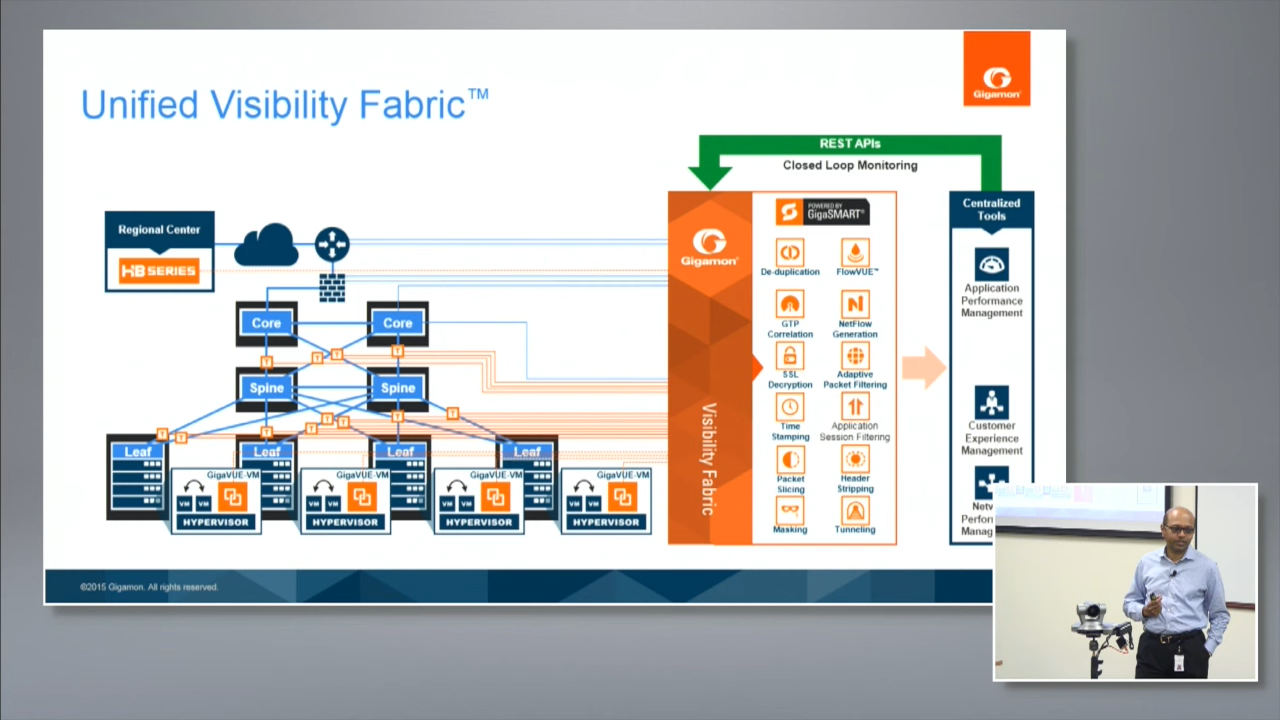 Unified Visibility Fabric™
Gigamon®
REST APIs
Closed Loop Monitoring
Regional Center
HB SERIES
Core
Core
Spine
Spine
Leaf
Leaf
Leaf
Leaf
T
T
T
T
T
T
T
T
T
T
T
T
GigaVUE-VM
VM
VM
HYPERVISOR
GigaVUE-VM
VM
VM
HYPERVISOR
GigaVUE-VM
VM
VM
HYPERVISOR
GigaVUE-VM
VM
VM
HYPERVISOR
Gigamon®
Visibility Fabric
POWERED BY
GigaSMART®
De-duplication
FlowVUE™
GTP
Correlation
NetFlow
Generation
SSL
Decryption
Adaptive
Packet Filtering
Time
Stamping
Application
Session Filtering
Packet
Slicing
Header
Stripping
Masking
Tunneling
Centralized
Tools
Application
Performance
Management
Customer
Experience
Management
©2015 Gigamon. All rights reserved.